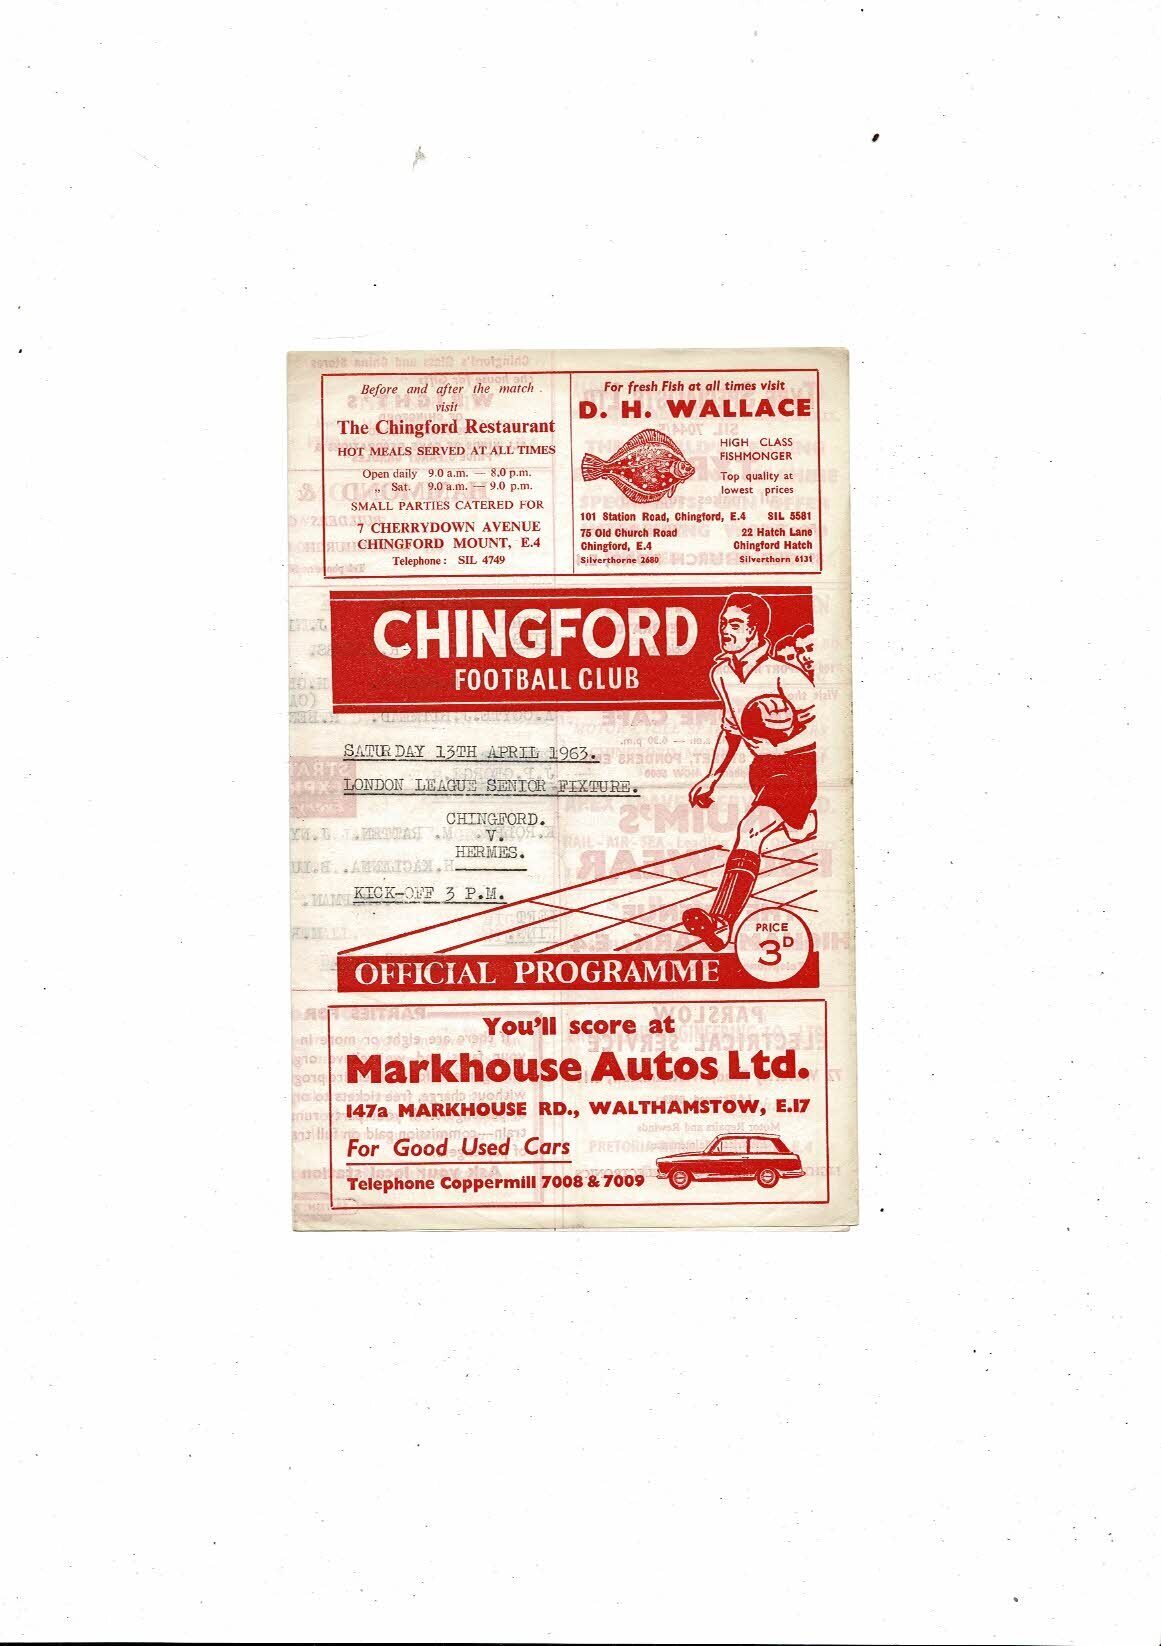 Before and after the match
visit
The Chingford Restaurant
HOT MEALS SERVED AT ALL TIMES
Open daily 9.0 a.m. — 8.0 p.m.
„ Sat. 9.0 a.m. — 9.0 p.m.
SMALL PARTIES CATERED FOR
7 CHERRYDOWN AVENUE
CHINGFORD MOUNT, E.4
Telephone: SIL 4749
For fresh Fish at all times visit
D. H. WALLACE
HIGH CLASS
FISHMONGER
Top quality at
lowest prices
101 Station Road, Chingford, E.4 SIL 5581
75 Old Church Road 22 Hatch Lane
Chingford, E.4 Chingford Hatch
Silverthorne 2680 Silverthorn 6131
CHINGFORD
FOOTBALL CLUB
SATURDAY 13TH APRIL 1963.
LONDON LEAGUE SENIOR FIXTURE.
CHINGFORD.
V.
HERMES.
KICK-OFF 3 P.M.
PRICE
3D
OFFICIAL PROGRAMME
You'll score at
Markhouse Autos Ltd.
147a MARKHOUSE RD., WALTHAMSTOW, E.17
For Good Used Cars
Telephone Coppermill 7008 & 7009